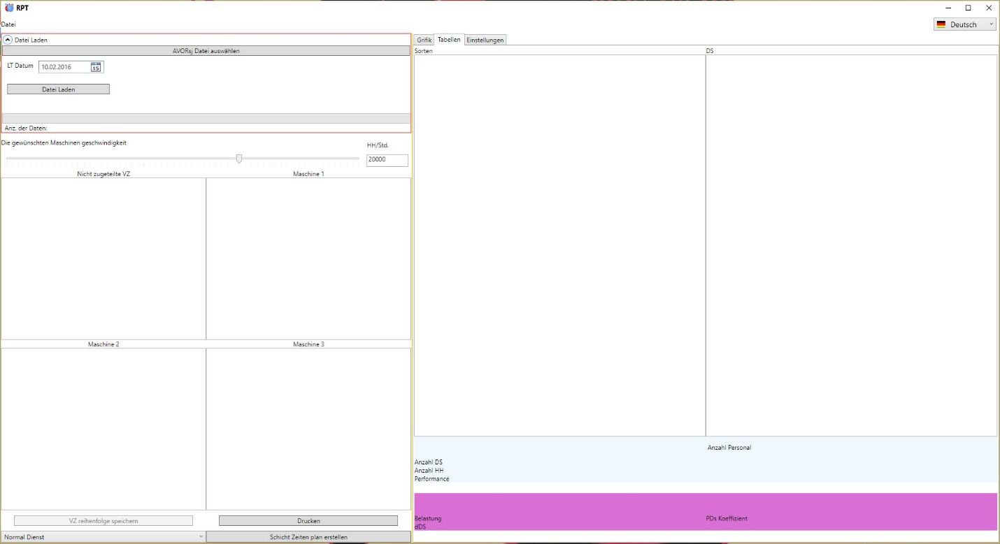 RPT
Datei
Deutsch
Datei Laden
AVORsj Datei auswählen
LT Datum 10.02.2016 15
Datei Laden
Anz. der Daten:
Die gewünschten Maschinen geschwindigkeit
HH/Std.
20000
Nicht zugeteilte VZ
Maschine 1
Maschine 2
Maschine 3
VZ reihenfolge speichern
Drucken
Normal Dienst
Schicht Zeiten plan erstellen
Grifik Tabellen Einstellungen
Sorten
DS
Anzahl Personal
Anzahl DS
Anzahl HH
Performance
Belastung
PDs Koeffizient
dDS